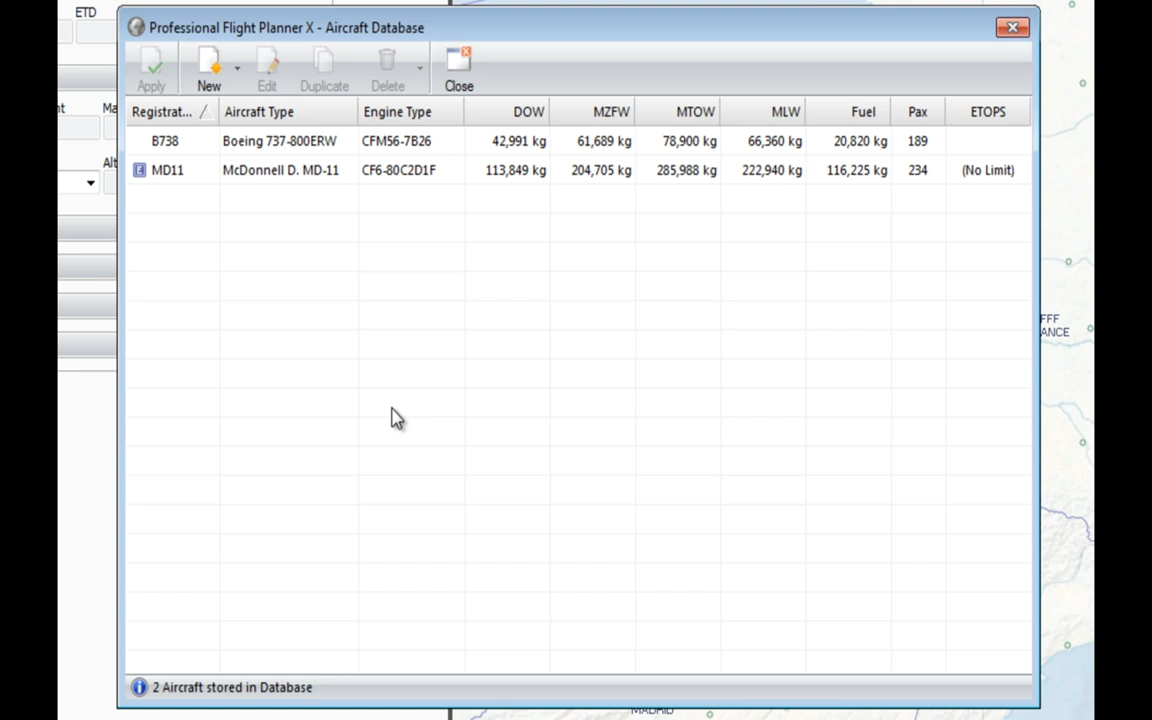 ETD
Professional Flight Planner X - Aircraft Database
Apply New Edit Duplicate Delete Close
nt Ma
Registrat... Aircraft Type Engine Type DOW MZFW MTOW MLW Fuel Pax ETOPS
B738 Boeing 737-800ERW CFM56-7B26 42,991 kg 61,689 kg 78,900 kg 66,360 kg 20,820 kg 189
Alt
MD11 McDonnell D. MD-11 CF6-80C2D1F 113,849 kg 204,705 kg 285,988 kg 222,940 kg 116,225 kg 234 (No Limit)
FFF
ANCE
2 Aircraft stored in Database
MADRID